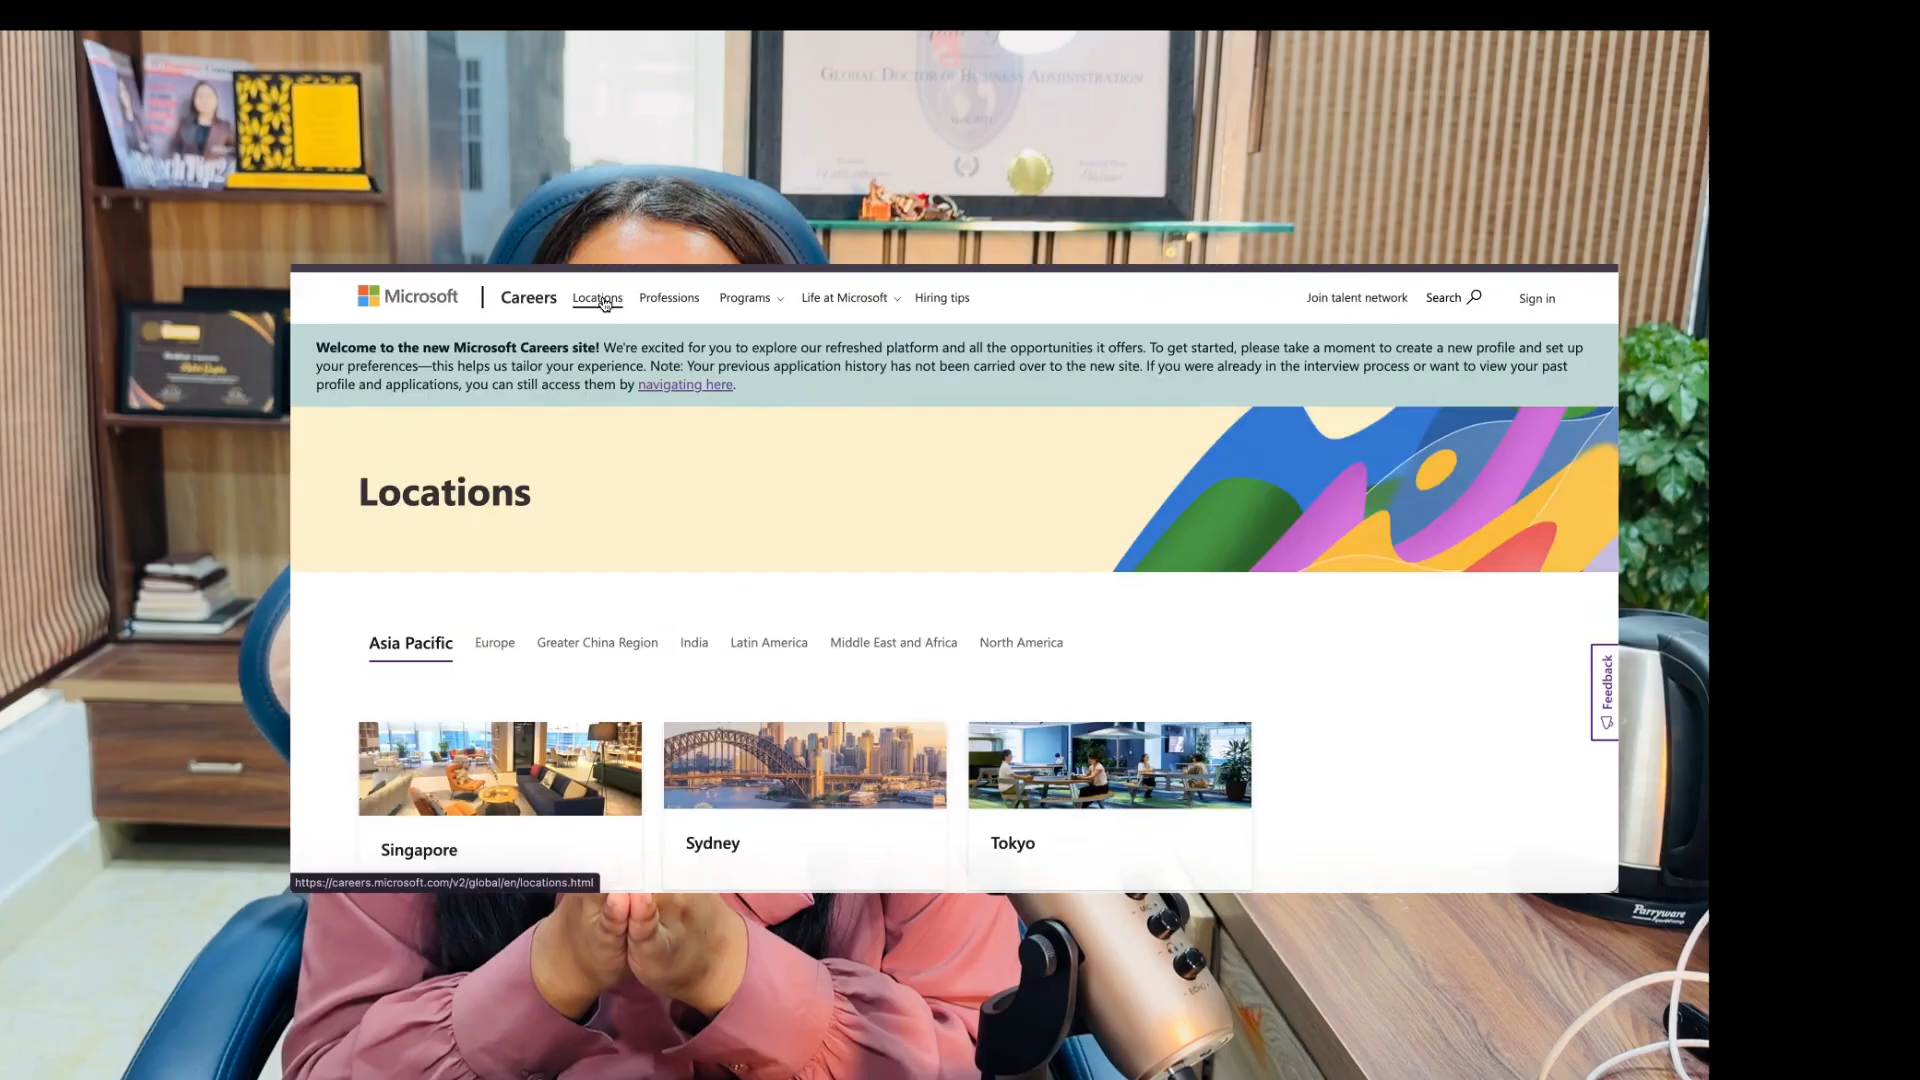 GLOBAL DOCTOR OF BUSINESS ADMINISTRATION
Microsoft
Careers
Locations
Professions
Programs
Life at Microsoft
Hiring tips
Join talent network
Search
Sign in
Welcome to the new Microsoft Careers site! We're excited for you to explore our refreshed platform and all the opportunities it offers. To get started, please take a moment to create a new profile and set up
your preferences—this helps us tailor your experience. Note: Your previous application history has not been carried over to the new site. If you were already in the interview process or want to view your past
profile and applications, you can still access them by navigating here.
Locations
Asia Pacific
Europe
Greater China Region
India
Latin America
Middle East and Africa
North America
Feedback
Singapore
Sydney
Tokyo
https://careers.microsoft.com/v2/global/en/locations.html
Parryware